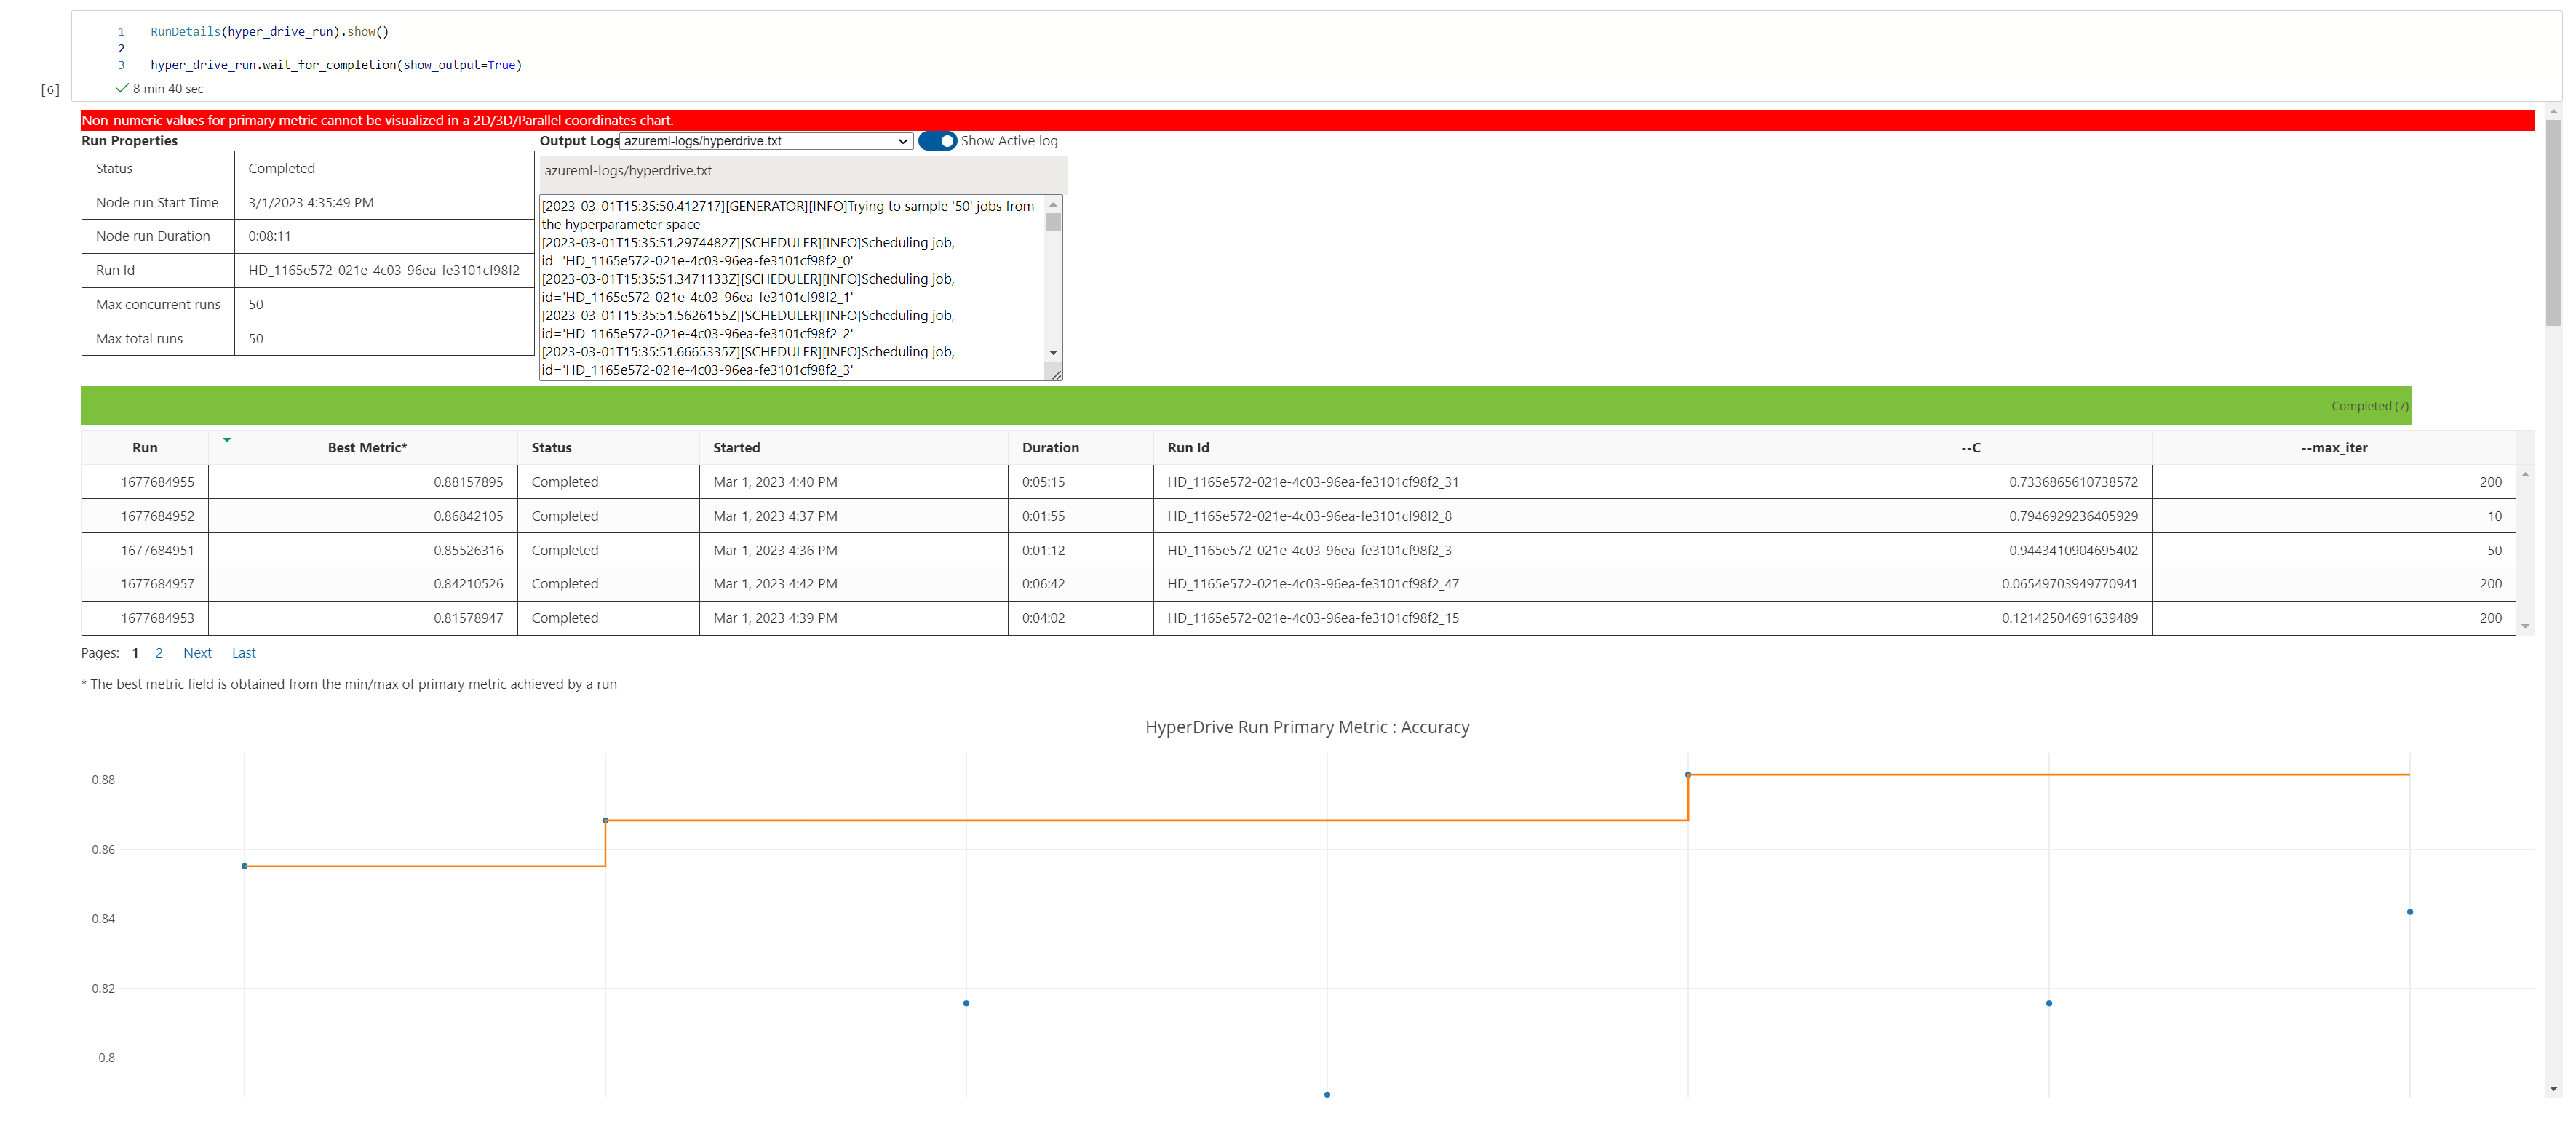 1 RunDetails(hyper_drive_run).show()
2
3 hyper_drive_run.wait_for_completion(show_output=True)
[6] 8 min 40 sec
Non-numeric values for primary metric cannot be visualized in a 2D/3D/Parallel coordinates chart.
Run Properties
Status Completed
Node run Start Time 3/1/2023 4:35:49 PM
Node run Duration 0:08:11
Run Id HD_1165e572-021e-4c03-96ea-fe3101cf98f2
Max concurrent runs 50
Max total runs 50
Output Logs azureml-logs/hyperdrive.txt Show Active log
azureml-logs/hyperdrive.txt
[2023-03-01T15:35:50.412717][GENERATOR][INFO]Trying to sample '50' jobs from
the hyperparameter space
[2023-03-01T15:35:51.2974482Z][SCHEDULER][INFO]Scheduling job,
id='HD_1165e572-021e-4c03-96ea-fe3101cf98f2_0'
[2023-03-01T15:35:51.3471133Z][SCHEDULER][INFO]Scheduling job,
id='HD_1165e572-021e-4c03-96ea-fe3101cf98f2_1'
[2023-03-01T15:35:51.5626155Z][SCHEDULER][INFO]Scheduling job,
id='HD_1165e572-021e-4c03-96ea-fe3101cf98f2_2'
[2023-03-01T15:35:51.6665335Z][SCHEDULER][INFO]Scheduling job,
id='HD_1165e572-021e-4c03-96ea-fe3101cf98f2_3'
Completed (7)
Run Best Metric* Status Started Duration Run Id --C --max_iter
1677684955 0.88157895 Completed Mar 1, 2023 4:40 PM 0:05:15 HD_1165e572-021e-4c03-96ea-fe3101cf98f2_31 0.7336865610738572 200
1677684952 0.86842105 Completed Mar 1, 2023 4:37 PM 0:01:55 HD_1165e572-021e-4c03-96ea-fe3101cf98f2_8 0.7946929236405929 10
1677684951 0.85526316 Completed Mar 1, 2023 4:36 PM 0:01:12 HD_1165e572-021e-4c03-96ea-fe3101cf98f2_3 0.9443410904695402 50
1677684957 0.84210526 Completed Mar 1, 2023 4:42 PM 0:06:42 HD_1165e572-021e-4c03-96ea-fe3101cf98f2_47 0.06549703949770941 200
1677684953 0.81578947 Completed Mar 1, 2023 4:39 PM 0:04:02 HD_1165e572-021e-4c03-96ea-fe3101cf98f2_15 0.12142504691639489 200
Pages: 1 2 Next Last
* The best metric field is obtained from the min/max of primary metric achieved by a run
HyperDrive Run Primary Metric : Accuracy
0.88
0.86
0.84
0.82
0.8